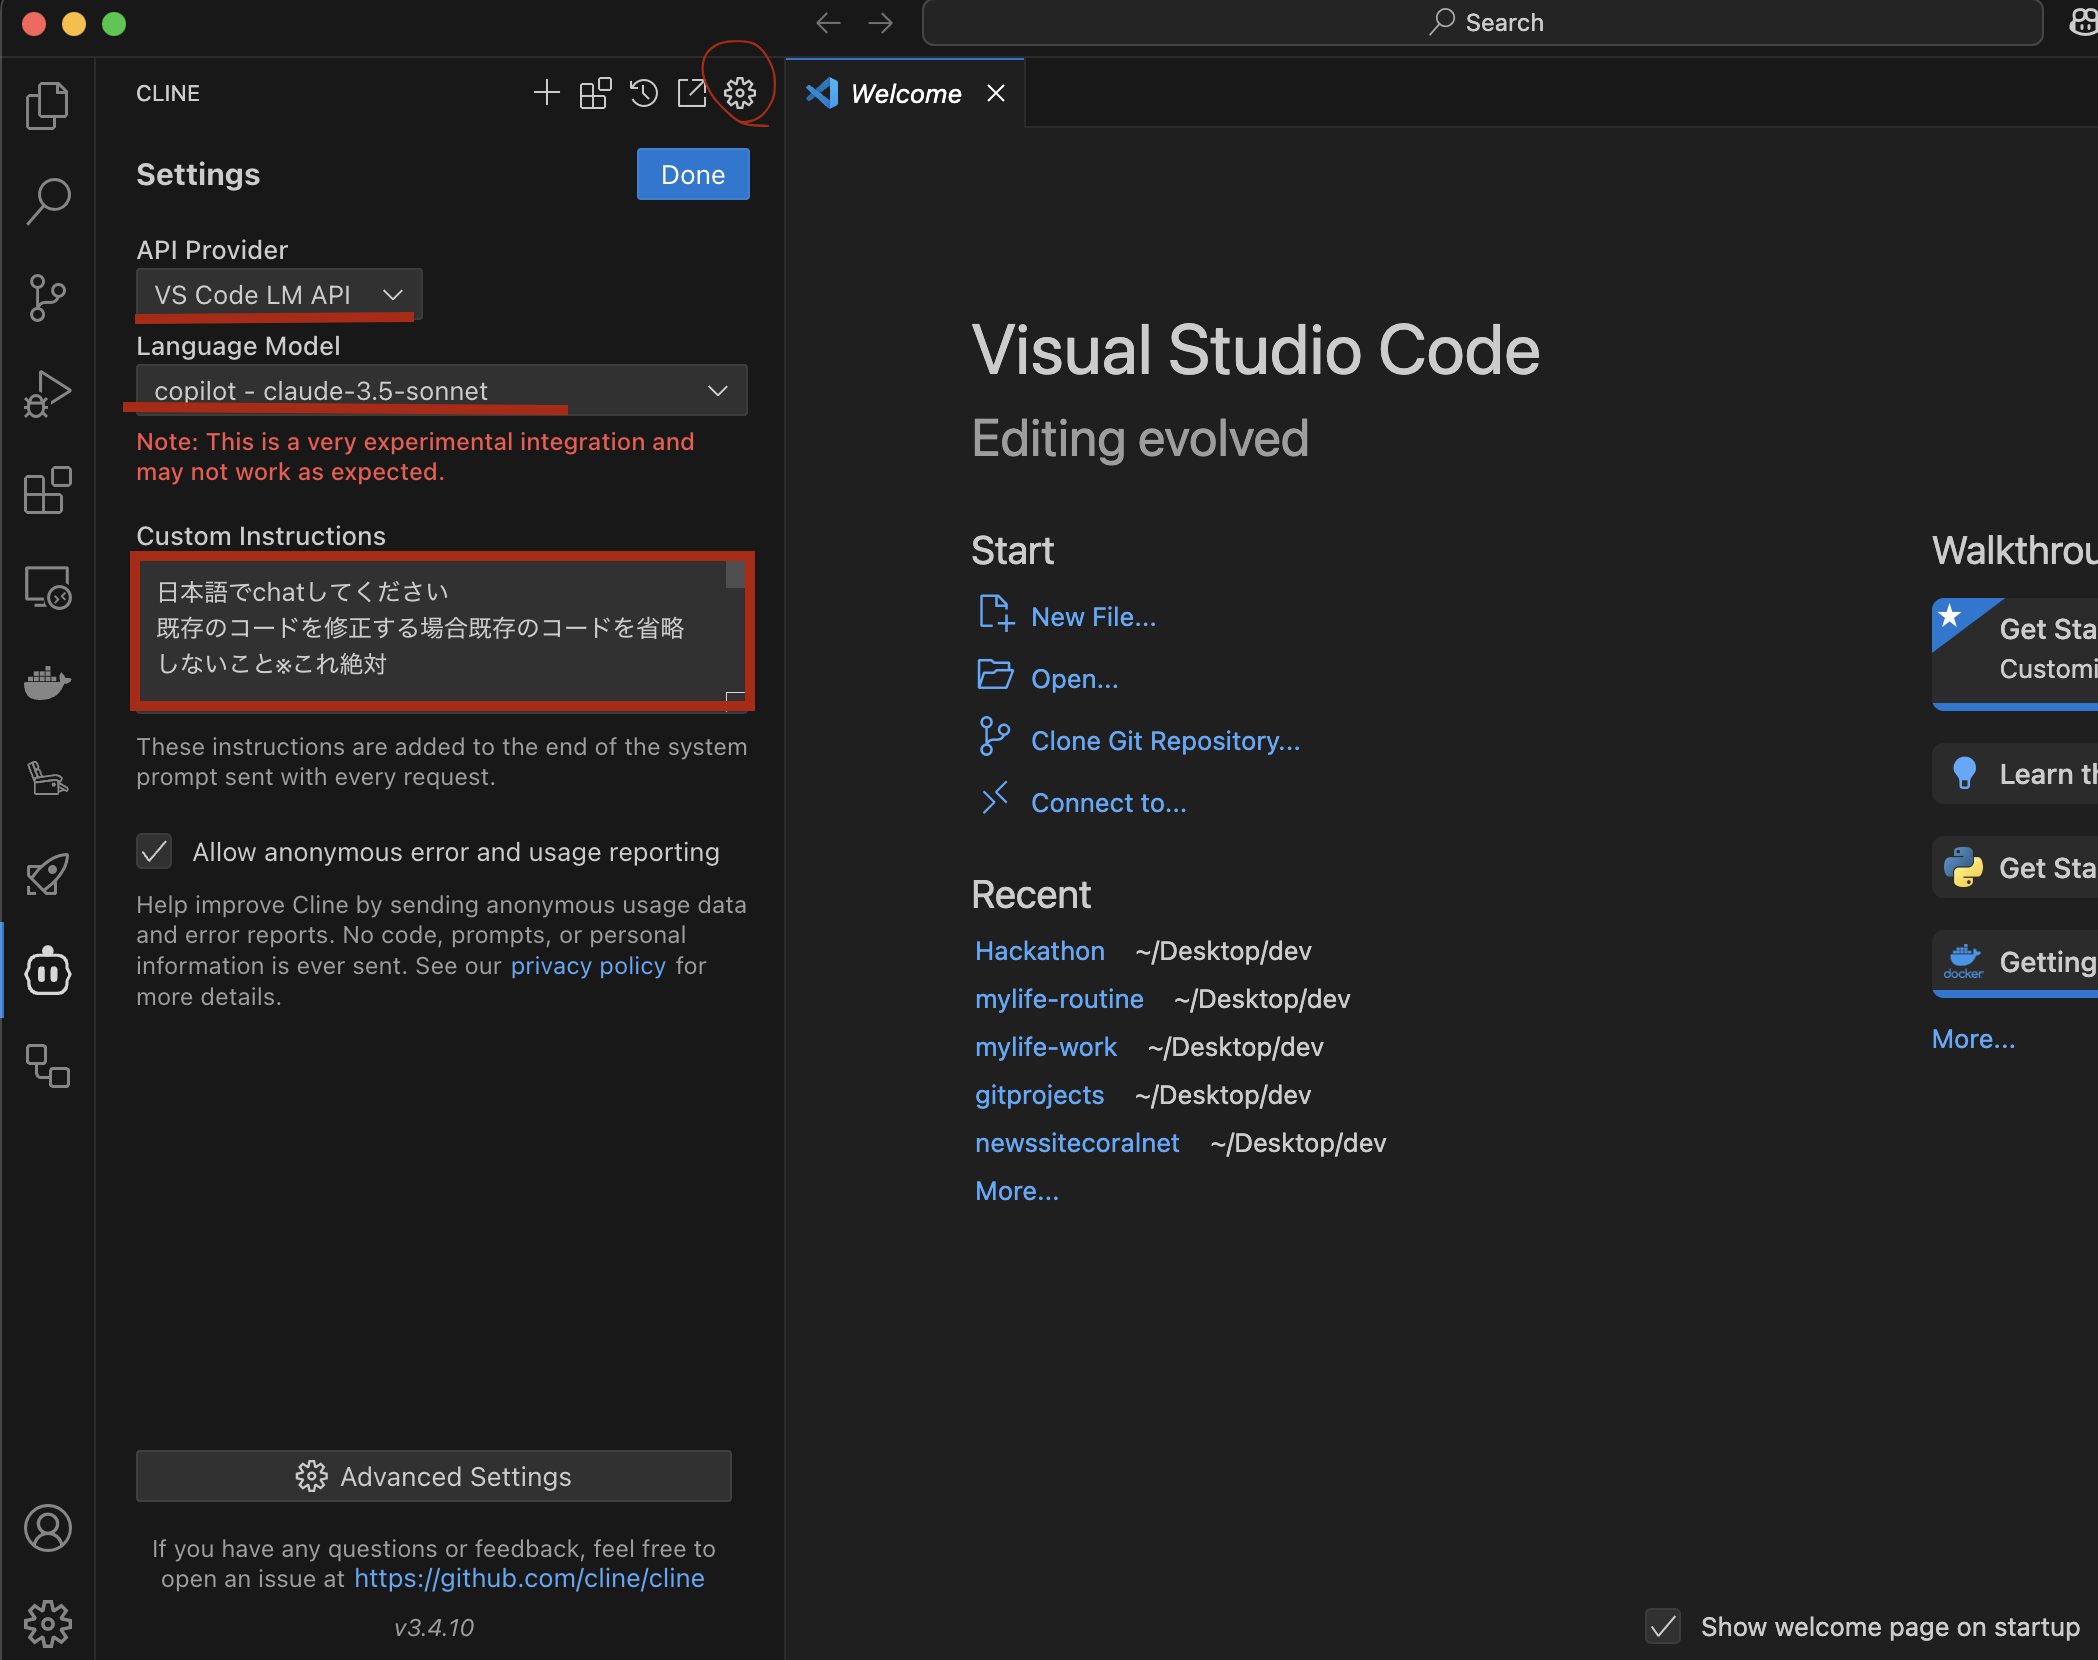 Search
CLINE
Welcome
Settings
Done
API Provider
VS Code LM API
Language Model
copilot - claude-3.5-sonnet
Note: This is a very experimental integration and
may not work as expected.
Custom Instructions
日本語でchatしてください
既存のコードを修正する場合既存のコードを省略
しないこと※これ絶対
These instructions are added to the end of the system
prompt sent with every request.
Allow anonymous error and usage reporting
Help improve Cline by sending anonymous usage data
and error reports. No code, prompts, or personal
information is ever sent. See our privacy policy for
more details.
Advanced Settings
If you have any questions or feedback, feel free to
open an issue at https://github.com/cline/cline
v3.4.10
Visual Studio Code
Editing evolved
Start
New File...
Open...
Clone Git Repository...
Connect to...
Recent
Hackathon ~/Desktop/dev
mylife-routine ~/Desktop/dev
mylife-work ~/Desktop/dev
gitprojects ~/Desktop/dev
newssitecoralnet ~/Desktop/dev
More...
Walkthrou
Get Sta
Customi
Learn th
Get Sta
docker
Getting
More...
Show welcome page on startup